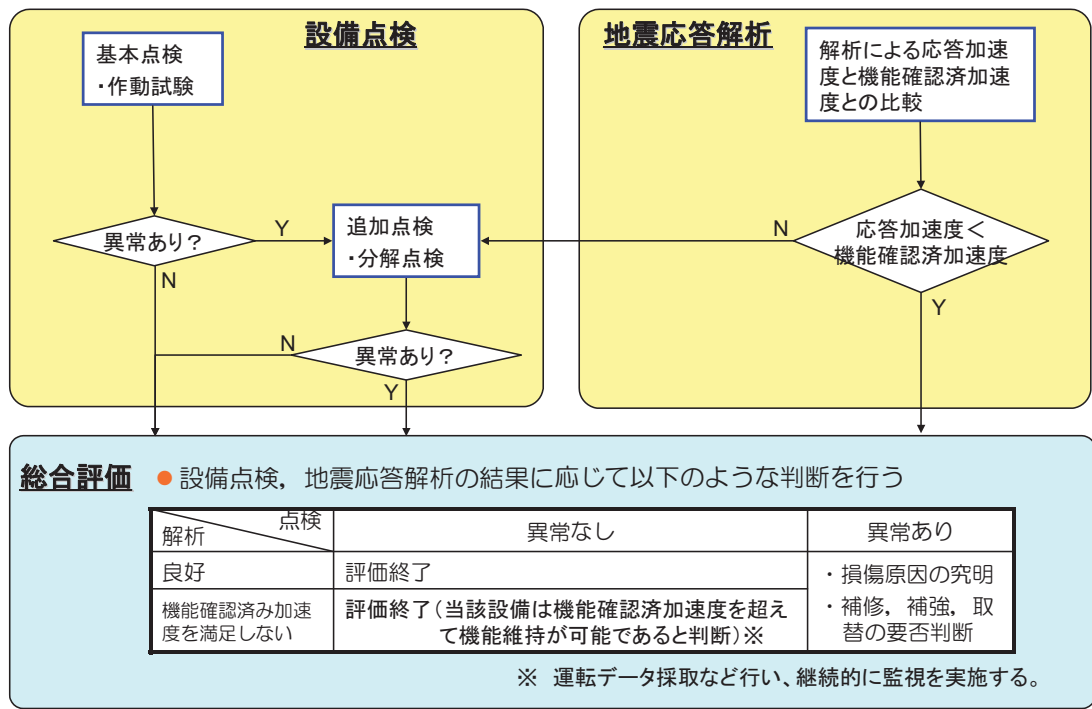 設備点検
基本点検
・作動試験
異常あり？
Y
N
追加点検
・分解点検
異常あり？
N
Y
地震応答解析
解析による応答加速
度と機能確認済加速
度との比較
応答加速度＜
機能確認済加速度
N
Y
総合評価
●設備点検，地震応答解析の結果に応じて以下のような判断を行う
点検
解析
異常なし
異常あり
良好
評価終了
機能確認済み加速
度を満足しない
評価終了（当該設備は機能確認済加速度を超え
て機能維持が可能であると判断）※
・損傷原因の究明
・補修，補強，取
替の要否判断
※ 運転データ採取など行い、継続的に監視を実施する。